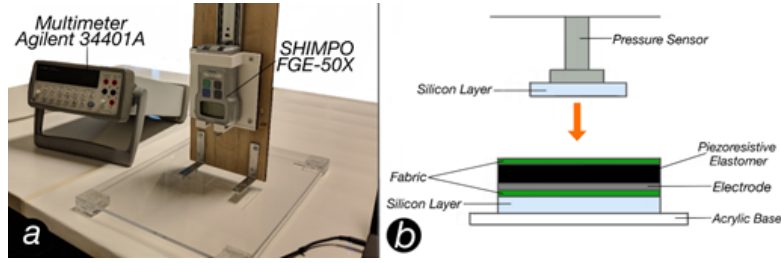 Multimeter
Agilent 34401A
SHIMPO
FGE-50X
a
Pressure Sensor
Silicon Layer
Piezoresistive
Elastomer
Fabric
Electrode
Silicon Layer
Acrylic Base
b